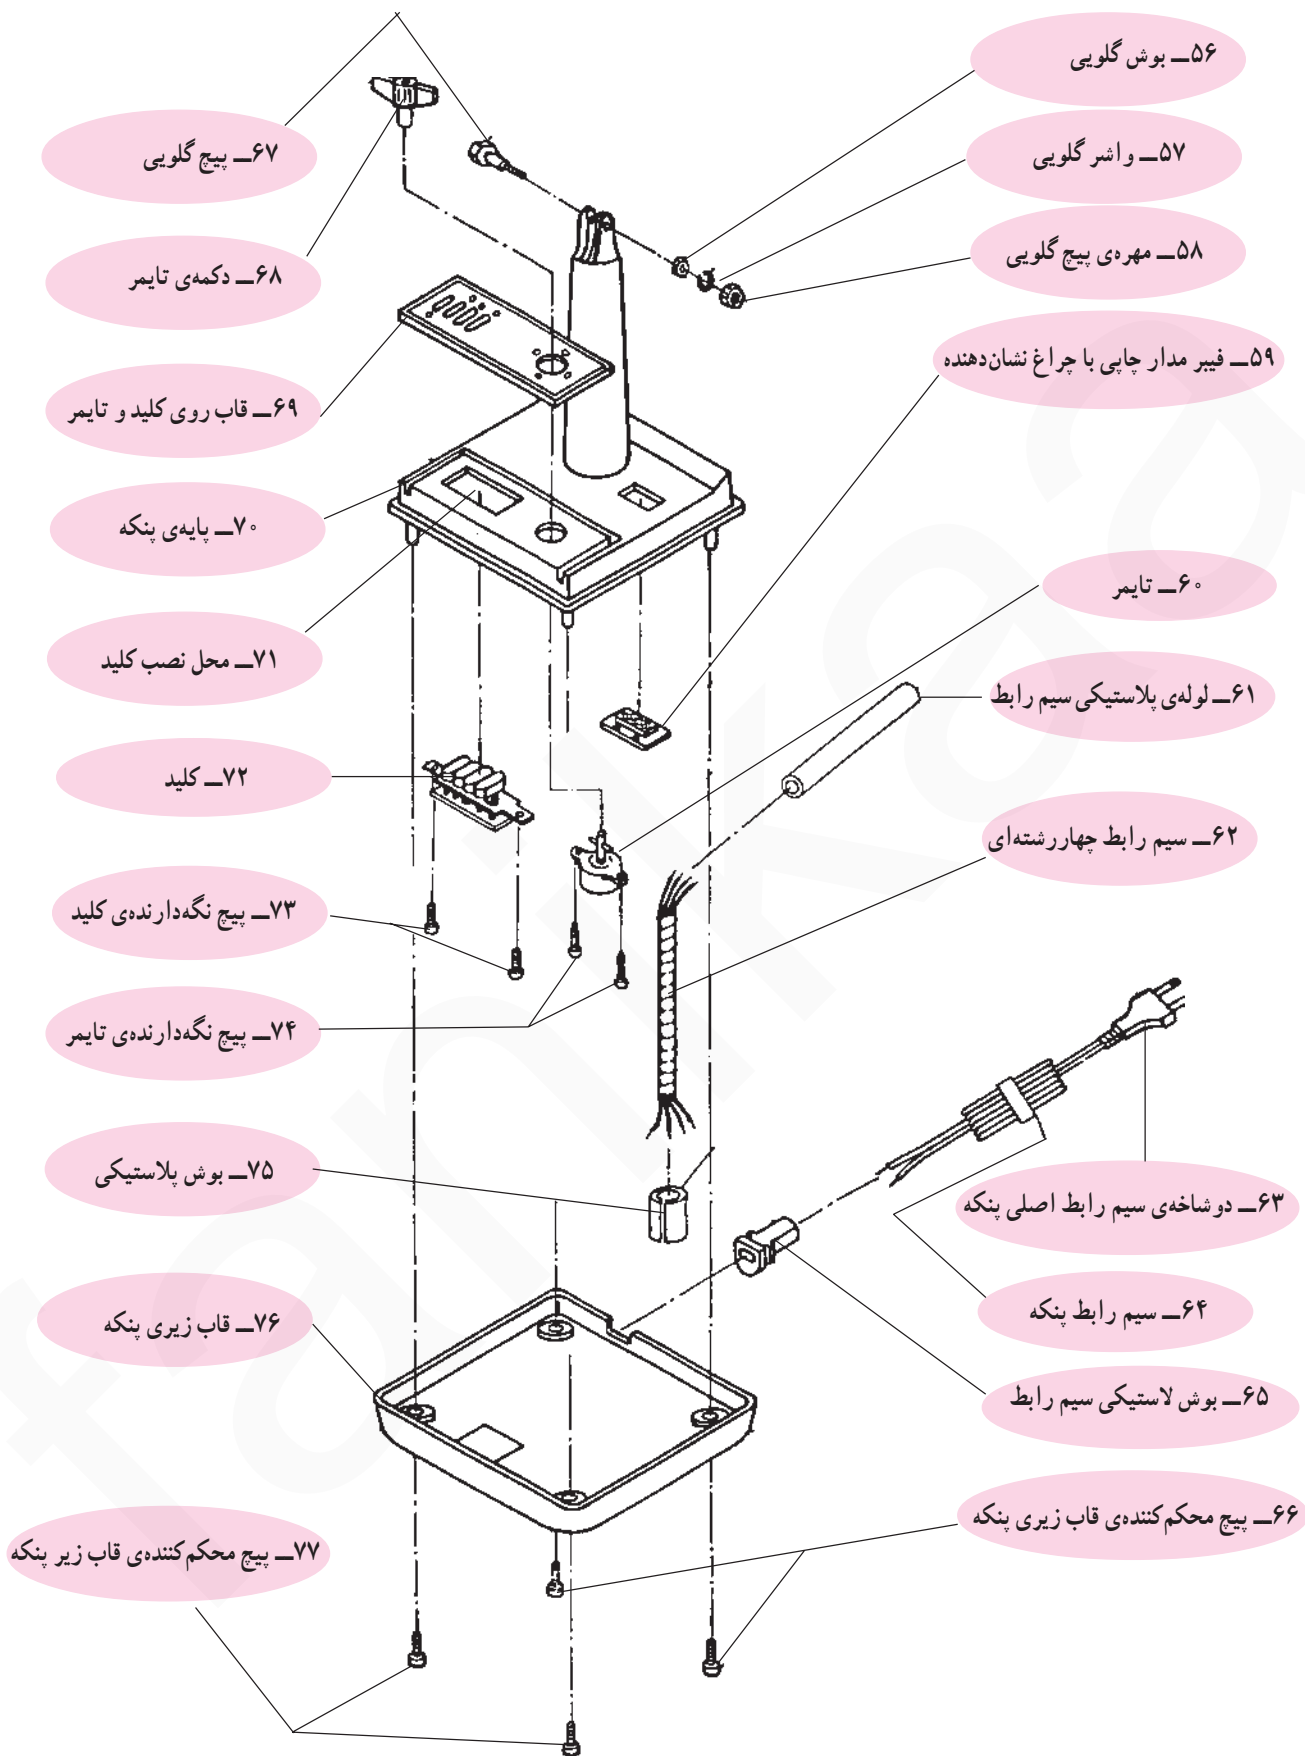 ۵۶ــ بوش گلویی
۵۷ــ واشر گلویی
۵۸ــ مهره‌ی پیچ گلویی
۵۹ــ فیبر مدار چاپی با چراغ نشان‌دهنده
۶۰ــ تایمر
۶۱ــ لوله‌ی پلاستیکی سیم رابط
۶۲ــ سیم رابط چهاررشته‌ای
۶۳ــ دوشاخه‌ی سیم رابط اصلی پنکه
۶۴ــ سیم رابط پنکه
۶۵ــ بوش لاستیکی سیم رابط
۶۶ــ پیچ محکم‌کننده‌ی قاب زیری پنکه
۶۷ــ پیچ گلویی
۶۸ــ دکمه‌ی تایمر
۶۹ــ قاب روی کلید و تایمر
۷۰ــ پایه‌ی پنکه
۷۱ــ محل نصب کلید
۷۲ــ کلید
۷۳ــ پیچ نگه‌دارنده‌ی کلید
۷۴ــ پیچ نگه‌دارنده‌ی تایمر
۷۵ــ بوش پلاستیکی
۷۶ــ قاب زیری پنکه
۷۷ــ پیچ محکم‌کننده‌ی قاب زیر پنکه